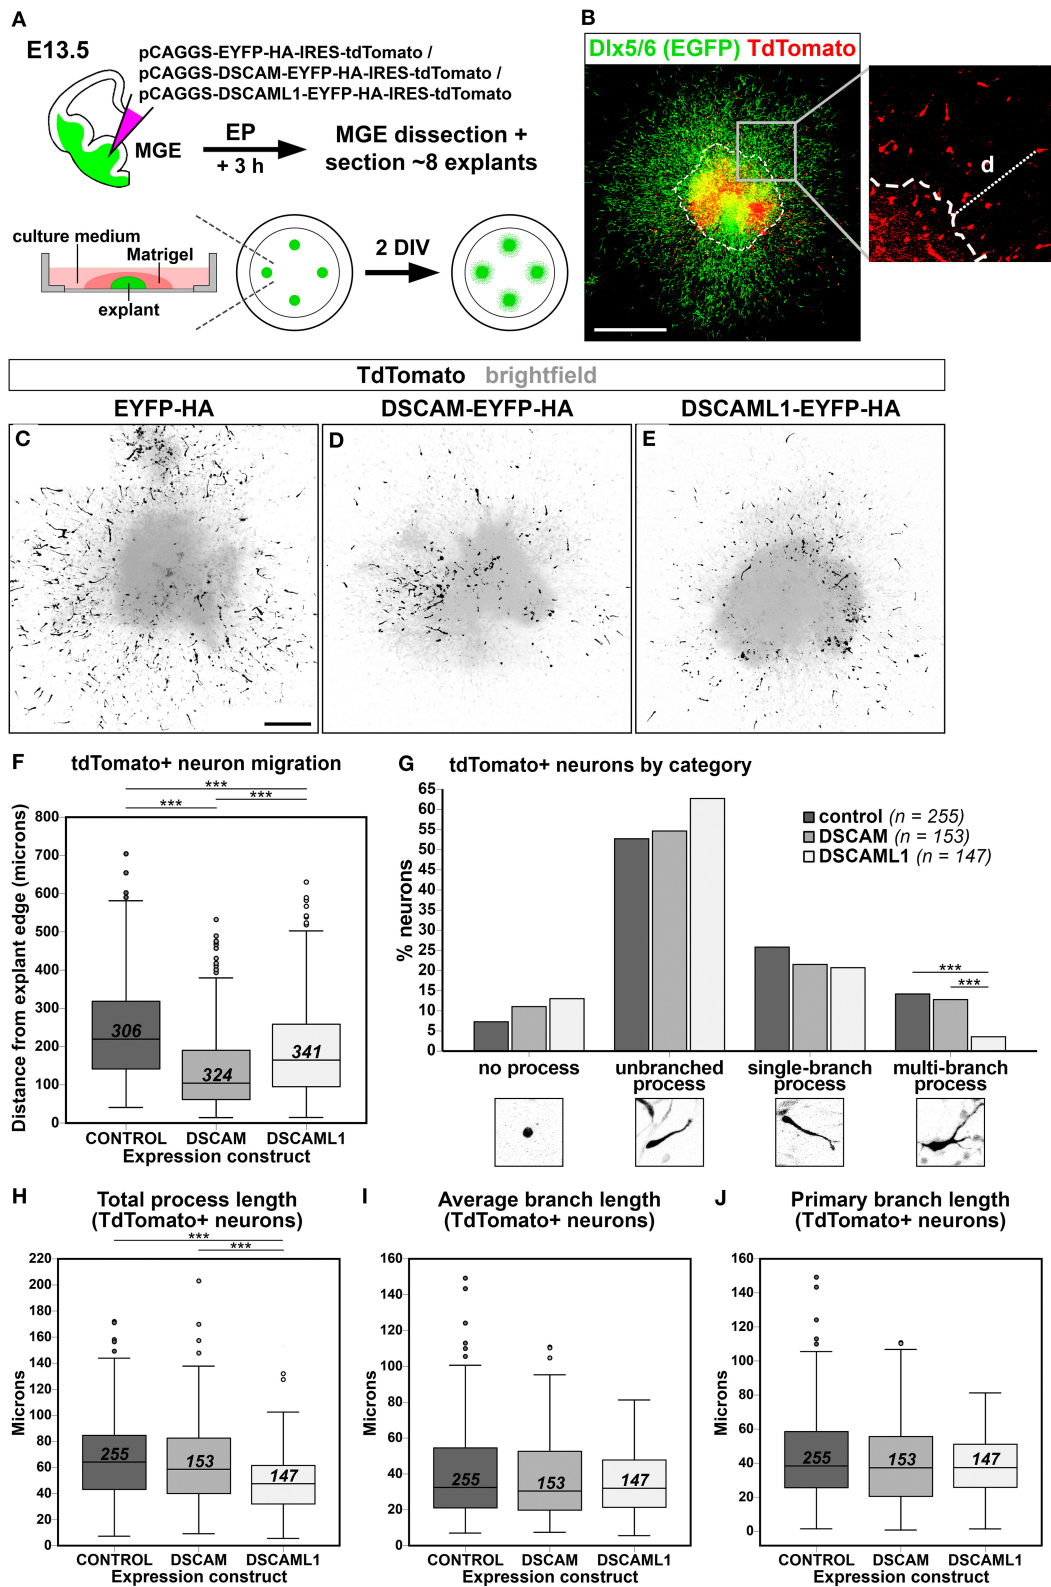 A
E13.5
pCAGGS-EYFP-HA-IRES-tdTomato /
pCAGGS-DSCAM-EYFP-HA-IRES-tdTomato /
pCAGGS-DSCAML1-EYFP-HA-IRES-tdTomato
MGE
EP
+ 3 h
MGE dissection +
section ~8 explants
culture medium
Matrigel
explant
2 DIV
B
Dlx5/6 (EGFP) TdTomato
d
TdTomato brightfield
EYFP-HA
DSCAM-EYFP-HA
DSCAML1-EYFP-HA
C
D
E
F
tdTomato+ neuron migration
***
***
***
Distance from explant edge (microns)
800
700
600
500
400
300
200
100
0
306
324
341
CONTROL
DSCAM
DSCAML1
Expression construct
G
tdTomato+ neurons by category
% neurons
65
60
55
50
45
40
35
30
25
20
15
10
5
0
control (n = 255)
DSCAM (n = 153)
DSCAML1 (n = 147)
***
***
no process
unbranched
process
single-branch
process
multi-branch
process
H
Total process length
(TdTomato+ neurons)
***
***
Microns
220
200
180
160
140
120
100
80
60
40
20
0
255
153
147
CONTROL
DSCAM
DSCAML1
Expression construct
I
Average branch length
(TdTomato+ neurons)
Microns
160
140
120
100
80
60
40
20
0
255
153
147
CONTROL
DSCAM
DSCAML1
Expression construct
J
Primary branch length
(TdTomato+ neurons)
Microns
160
140
120
100
80
60
40
20
0
255
153
147
CONTROL
DSCAM
DSCAML1
Expression construct